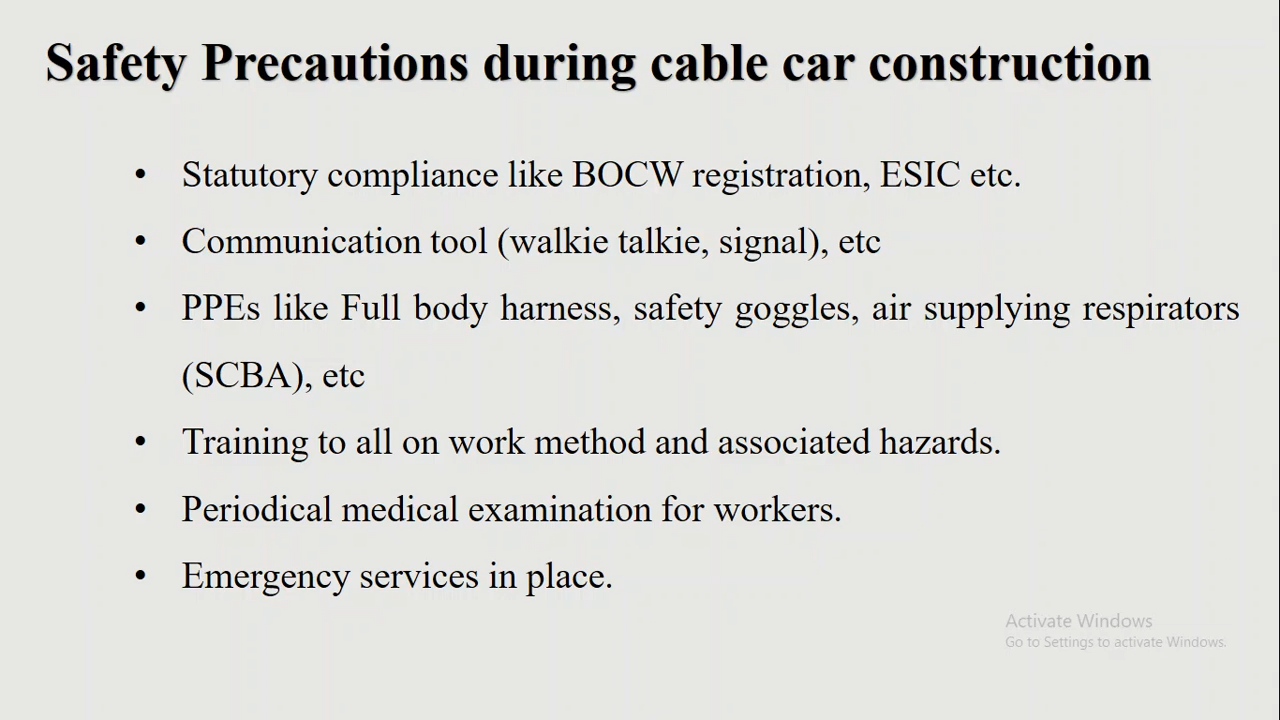 Safety Precautions during cable car construction
• Statutory compliance like BOCW registration, ESIC etc.
• Communication tool (walkie talkie, signal), etc
• PPEs like Full body harness, safety goggles, air supplying respirators
(SCBA), etc
• Training to all on work method and associated hazards.
• Periodical medical examination for workers.
• Emergency services in place.
Activate Windows
Go to Settings to activate Windows.